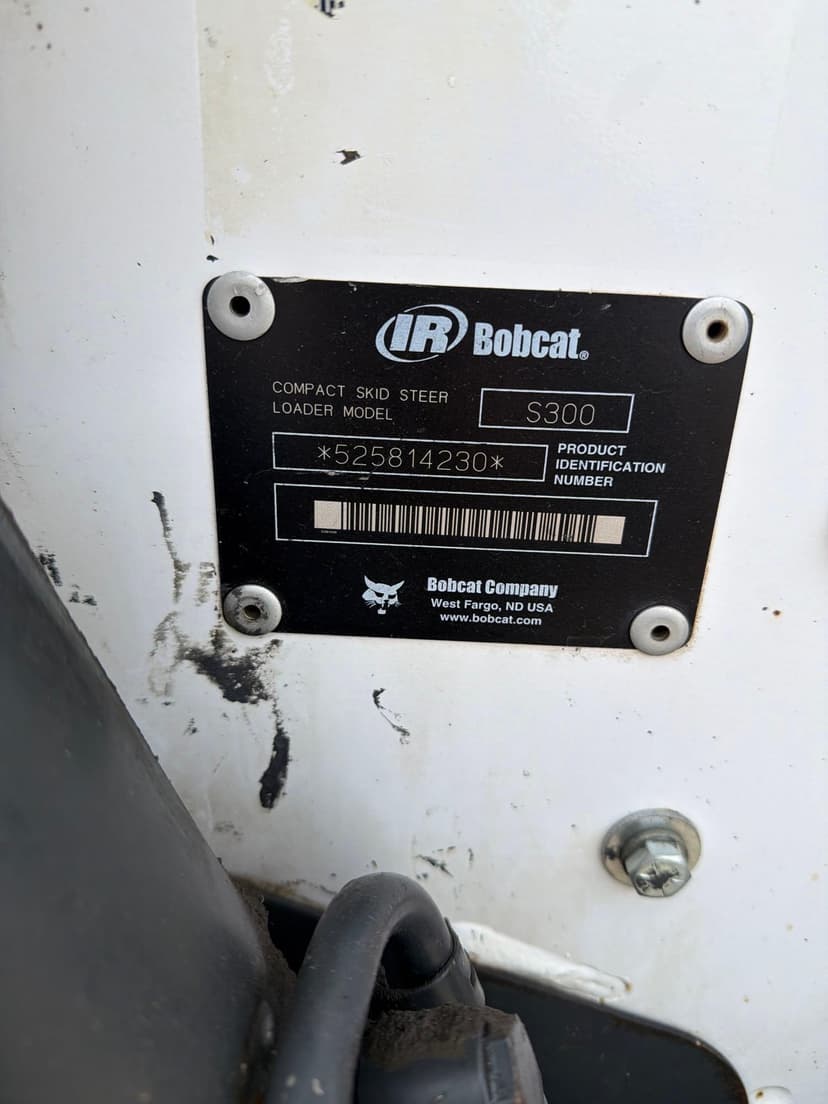 IR Bobcat®
COMPACT SKID STEER
LOADER MODEL
S300
*525814230*
PRODUCT
IDENTIFICATION
NUMBER
Bobcat Company
West Fargo, ND USA
www.bobcat.com